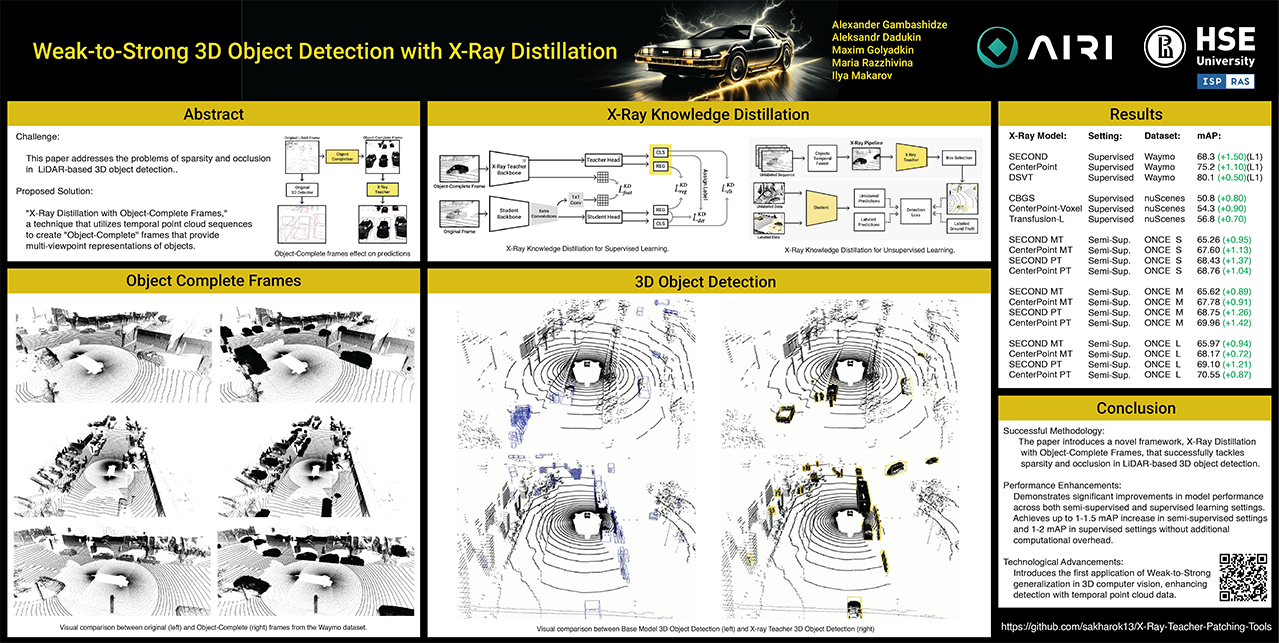 Weak-to-Strong 3D Object Detection with X-Ray Distillation
Alexander Gambashidze
Aleksandr Dadukin
Maxim Golyadkin
Maria Razzhivina
Ilya Makarov
AIRI
HSE
University
ISP RAS
Abstract
Challenge:
This paper addresses the problems of sparsity and occlusion
in LiDAR-based 3D object detection..
Proposed Solution:
"X-Ray Distillation with Object-Complete Frames,"
a technique that utilizes temporal point cloud sequences
to create "Object-Complete" frames that provide
multi-viewpoint representations of objects.
Original LiDAR Frame
Object-Complete Frame
Object
Completion
Original
3D Detector
X-Ray
Teacher
Object-Complete frames effect on predictions
X-Ray Knowledge Distillation
Object-Complete Frame
X-Ray Teacher
Backbone
Teacher Head
CLS
REG
Original Frame
Student
Backbone
Extra
Convolutions
1x1
Conv
Student Head
REG
CLS
L KD feat
L KD reg
L KD det
L KD cls
Assign Label
X-Ray Knowledge Distillation for Supervised Learning.
X-Ray Pipeline
Unlabeled Sequence
Objects
Temporal
Fusion
X-Ray
Teacher
Box Selection
Unlabeled Data
Labeled Data
Student
Unlabeled
Predictions
Labeled
Predictions
Detection
Loss
Labeled
Ground Truth
X-Ray Knowledge Distillation for Unsupervised Learning.
Object Complete Frames
Visual comparison between original (left) and Object-Complete (right) frames from the Waymo dataset.
3D Object Detection
Visual comparison between Base Model 3D Object Detection (left) and X-ray Teacher 3D Object Detection (right)
Results
X-Ray Model: Setting: Dataset: mAP:
SECOND Supervised Waymo 68.3 (+1.50)(L1)
CenterPoint Supervised Waymo 75.2 (+1.10)(L1)
DSVT Supervised Waymo 80.1 (+0.50)(L1)
CBGS Supervised nuScenes 50.8 (+0.80)
CenterPoint-Voxel Supervised nuScenes 54.3 (+0.90)
Transfusion-L Supervised nuScenes 56.8 (+0.70)
SECOND MT Semi-Sup. ONCE S 65.26 (+0.95)
CenterPoint MT Semi-Sup. ONCE S 67.60 (+1.13)
SECOND PT Semi-Sup. ONCE S 68.43 (+1.37)
CenterPoint PT Semi-Sup. ONCE S 68.76 (+1.04)
SECOND MT Semi-Sup. ONCE M 65.62 (+0.89)
CenterPoint MT Semi-Sup. ONCE M 67.78 (+0.91)
SECOND PT Semi-Sup. ONCE M 68.75 (+1.26)
CenterPoint PT Semi-Sup. ONCE M 69.96 (+1.42)
SECOND MT Semi-Sup. ONCE L 65.97 (+0.94)
CenterPoint MT Semi-Sup. ONCE L 68.17 (+0.72)
SECOND PT Semi-Sup. ONCE L 69.10 (+1.21)
CenterPoint PT Semi-Sup. ONCE L 70.55 (+0.87)
Conclusion
Successful Methodology:
The paper introduces a novel framework, X-Ray Distillation
with Object-Complete Frames, that successfully tackles
sparsity and occlusion in LiDAR-based 3D object detection.
Performance Enhancements:
Demonstrates significant improvements in model performance
across both semi-supervised and supervised learning settings.
Achieves up to 1-1.5 mAP increase in semi-supervised settings
and 1-2 mAP in supervised settings without additional
computational overhead.
Technological Advancements:
Introduces the first application of Weak-to-Strong
generalization in 3D computer vision, enhancing
detection with temporal point cloud data.
https://github.com/sakharok13/X-Ray-Teacher-Patching-Tools